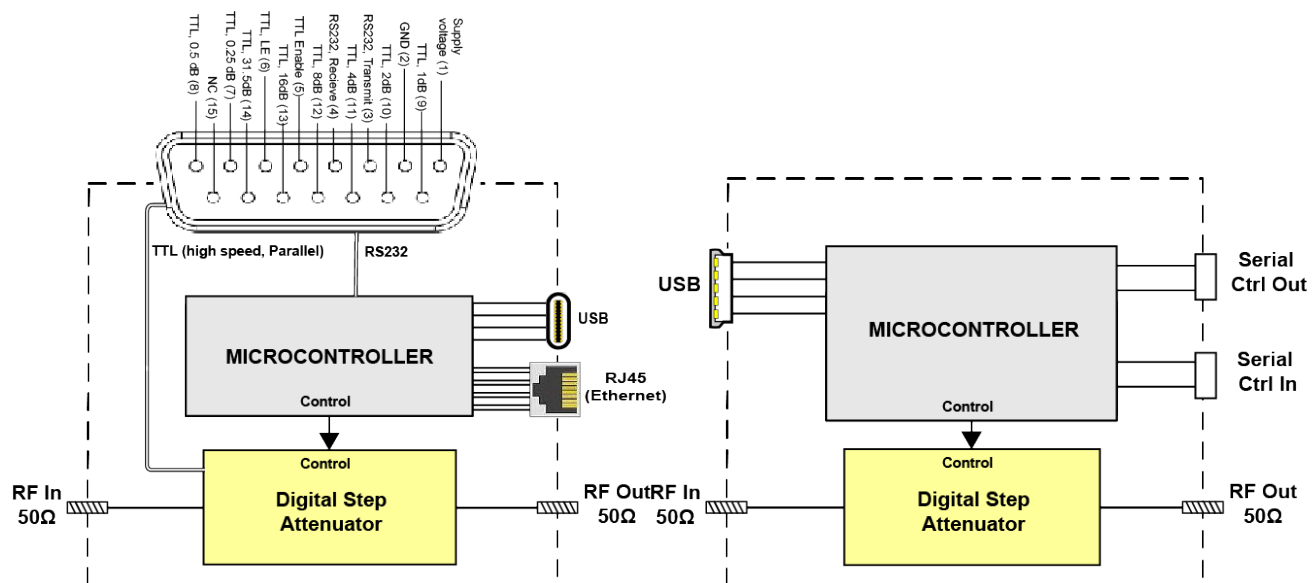 TTL, 0.5 dB (8)
NC (15)
TTL, 0.25 dB (7)
TTL, 31.5dB (14)
TTL, LE (6)
TTL, 16dB (13)
TTL Enable (5)
TTL, 8dB (12)
RS232, Recieve (4)
TTL, 4dB (11)
RS232, Transmit (3)
TTL, 2dB (10)
GND (2)
TTL, 1dB (9)
Supply
voltage (1)
TTL (high speed, Parallel)
RS232
MICROCONTROLLER
Control
USB
RJ45
(Ethernet)
Control
Digital Step
Attenuator
RF In
50Ω
RF Out
50Ω
USB
MICROCONTROLLER
Control
Serial
Ctrl Out
Serial
Ctrl In
Control
Digital Step
Attenuator
RF In
50Ω
RF Out
50Ω